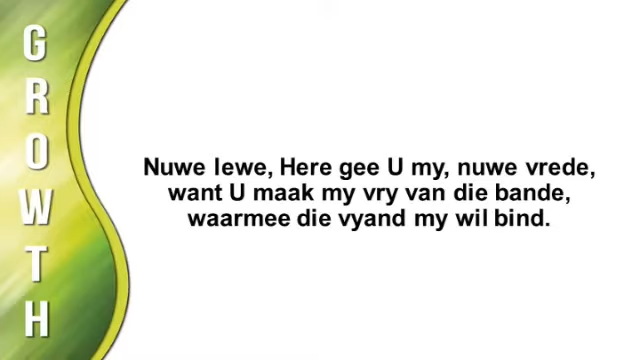 GROWTH
Nuwe lewe, Here gee U my, nuwe vrede,
want U maak my vry van die bande,
waarmee die vyand my wil bind.